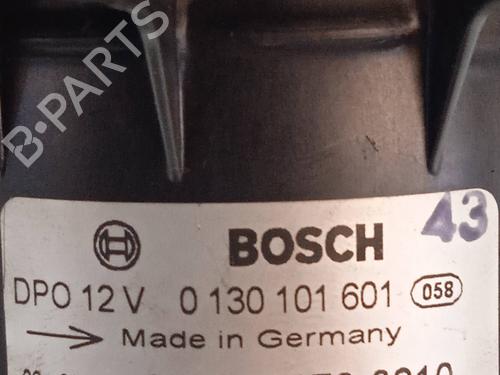 B-PARTS
43
BOSCH
DPO 12 V 0 130 101 601 058
Made in Germany